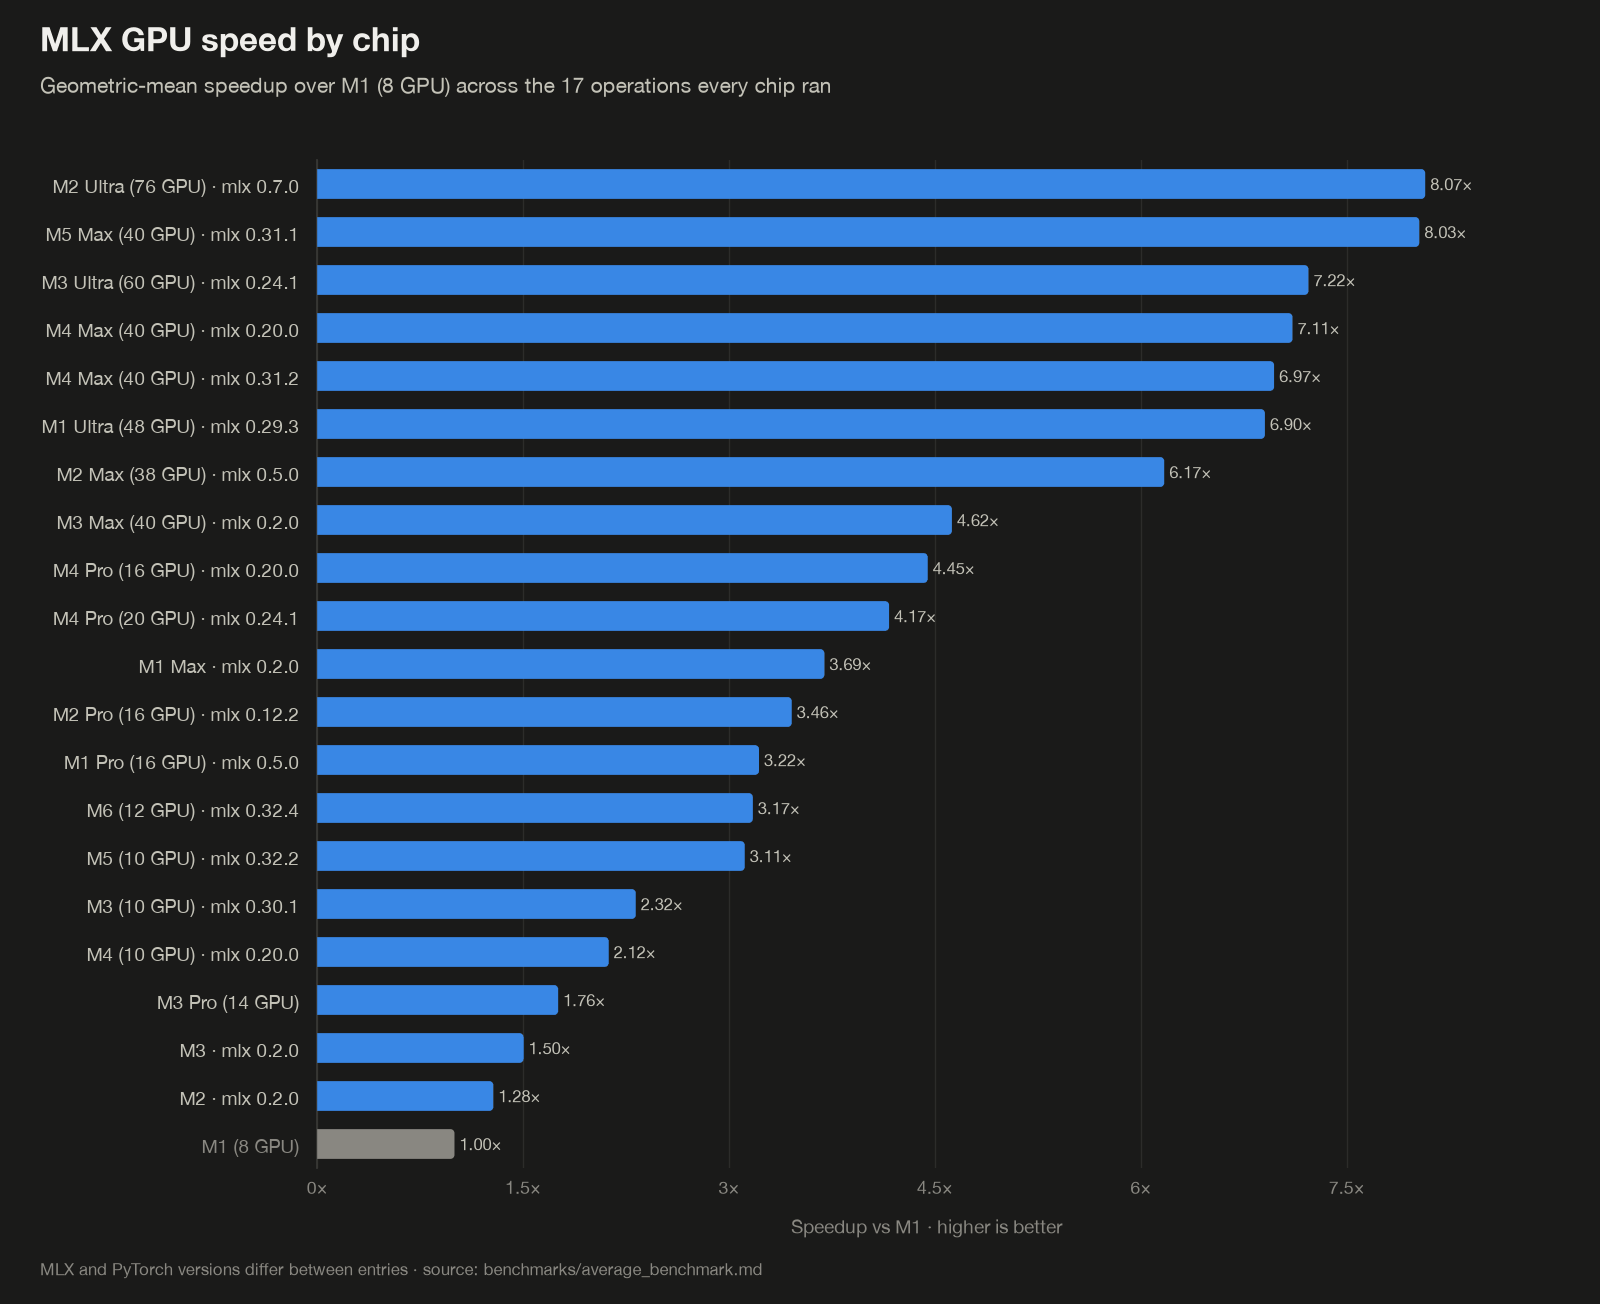 MLX GPU speed by chip
Geometric-mean speedup over M1 (8 GPU) across the 17 operations every chip ran
M2 Ultra (76 GPU) · mlx 0.7.0 8.07×
M5 Max (40 GPU) · mlx 0.31.1 8.03×
M3 Ultra (60 GPU) · mlx 0.24.1 7.22×
M4 Max (40 GPU) · mlx 0.20.0 7.11×
M4 Max (40 GPU) · mlx 0.31.2 6.97×
M1 Ultra (48 GPU) · mlx 0.29.3 6.90×
M2 Max (38 GPU) · mlx 0.5.0 6.17×
M3 Max (40 GPU) · mlx 0.2.0 4.62×
M4 Pro (16 GPU) · mlx 0.20.0 4.45×
M4 Pro (20 GPU) · mlx 0.24.1 4.17×
M1 Max · mlx 0.2.0 3.69×
M2 Pro (16 GPU) · mlx 0.12.2 3.46×
M1 Pro (16 GPU) · mlx 0.5.0 3.22×
M6 (12 GPU) · mlx 0.32.4 3.17×
M5 (10 GPU) · mlx 0.32.2 3.11×
M3 (10 GPU) · mlx 0.30.1 2.32×
M4 (10 GPU) · mlx 0.20.0 2.12×
M3 Pro (14 GPU) 1.76×
M3 · mlx 0.2.0 1.50×
M2 · mlx 0.2.0 1.28×
M1 (8 GPU) 1.00×
0× 1.5× 3× 4.5× 6× 7.5×
Speedup vs M1 · higher is better
MLX and PyTorch versions differ between entries · source: benchmarks/average_benchmark.md